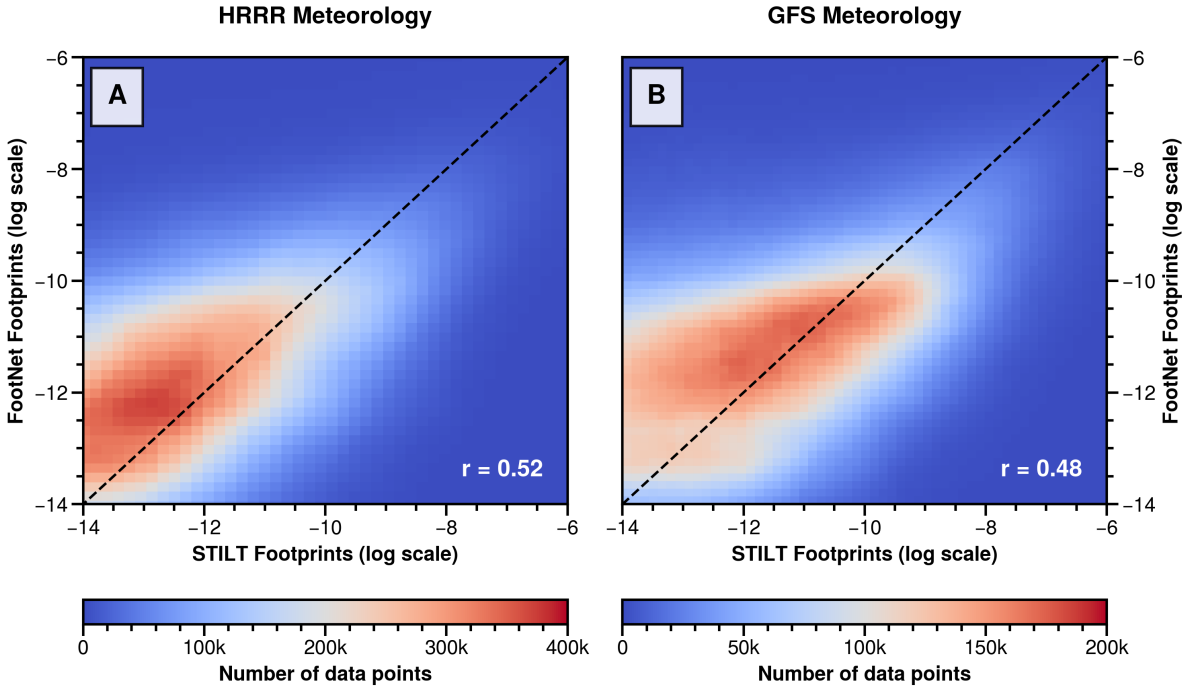 HRRR Meteorology
GFS Meteorology
A
B
−6
−8
−10
−12
−14
FootNet Footprints (log scale)
−6
−8
−10
−12
−14
FootNet Footprints (log scale)
r = 0.52
r = 0.48
−14 −12 −10 −8 −6
−14 −12 −10 −8 −6
STILT Footprints (log scale)
STILT Footprints (log scale)
0 100k 200k 300k 400k
0 50k 100k 150k 200k
Number of data points
Number of data points